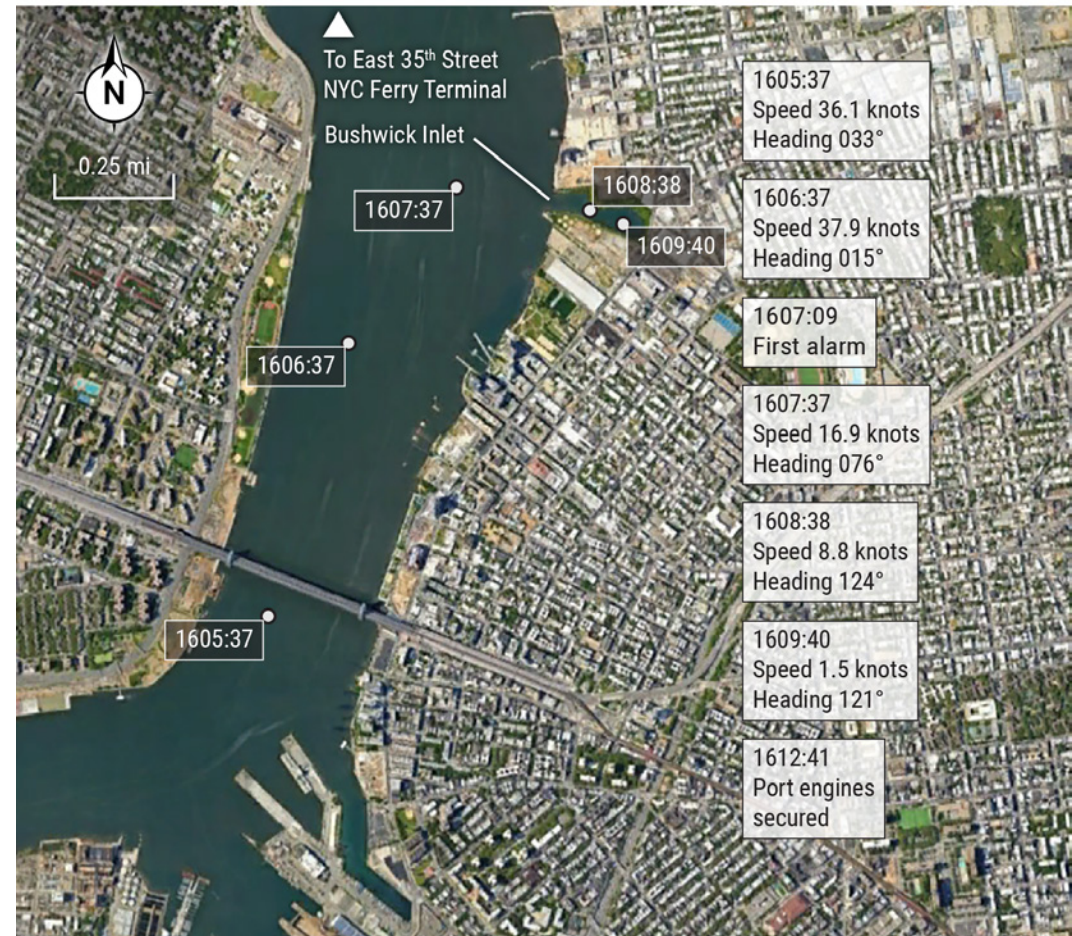 To East 35th Street
NYC Ferry Terminal
N
Bushwick Inlet
0.25 mi
1607:37
1608:38
1609:40
1606:37
1605:37
1605:37
Speed 36.1 knots
Heading 033°
1606:37
Speed 37.9 knots
Heading 015°
1607:09
First alarm
1607:37
Speed 16.9 knots
Heading 076°
1608:38
Speed 8.8 knots
Heading 124°
1609:40
Speed 1.5 knots
Heading 121°
1612:41
Port engines
secured